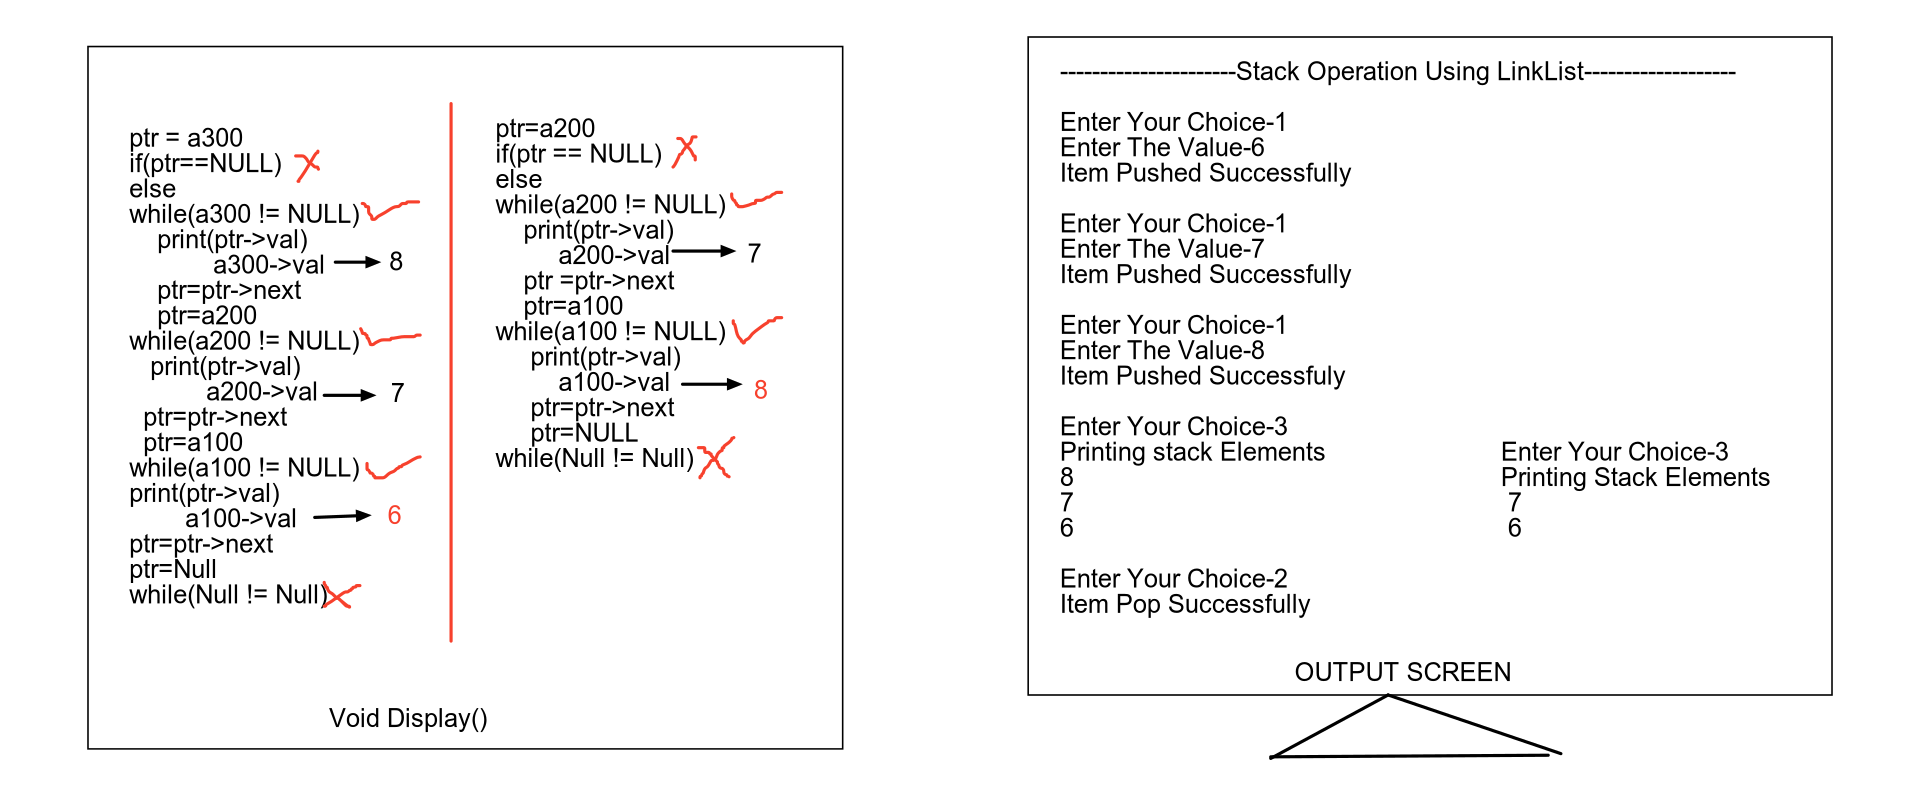 ptr = a300
if(ptr==NULL)
else
while(a300 != NULL)
print(ptr->val)
a300->val 8
ptr=ptr->next
ptr=a200
while(a200 != NULL)
print(ptr->val)
a200->val 7
ptr=ptr->next
ptr=a100
while(a100 != NULL)
print(ptr->val)
a100->val 6
ptr=ptr->next
ptr=Null
while(Null != Null)
ptr=a200
if(ptr == NULL)
else
while(a200 != NULL)
print(ptr->val)
a200->val 7
ptr =ptr->next
ptr=a100
while(a100 != NULL)
print(ptr->val)
a100->val 8
ptr=ptr->next
ptr=NULL
while(Null != Null)
Void Display()
----------------------Stack Operation Using LinkList-------------------
Enter Your Choice-1
Enter The Value-6
Item Pushed Successfully
Enter Your Choice-1
Enter The Value-7
Item Pushed Successfully
Enter Your Choice-1
Enter The Value-8
Item Pushed Successfuly
Enter Your Choice-3
Printing stack Elements
8
7
6
Enter Your Choice-2
Item Pop Successfully
Enter Your Choice-3
Printing Stack Elements
7
6
OUTPUT SCREEN